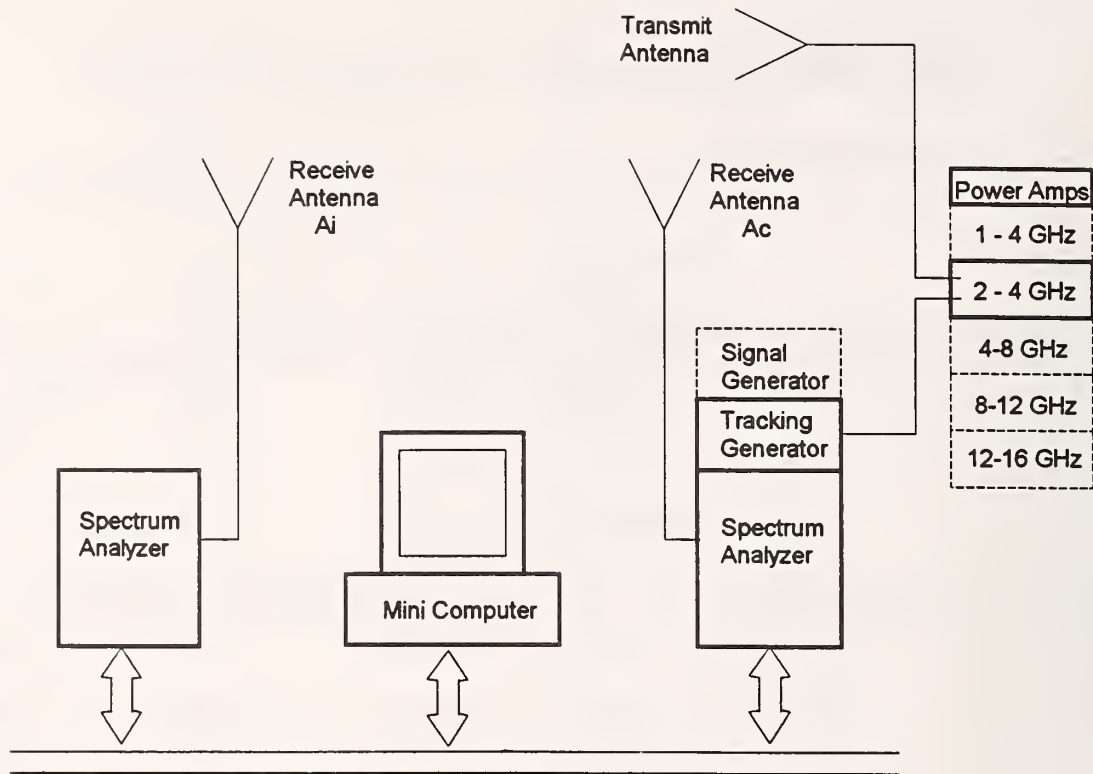 Transmit
Antenna
Receive
Antenna
Ai
Receive
Antenna
Ac
Power Amps
1 - 4 GHz
2 - 4 GHz
4-8 GHz
8-12 GHz
12-16 GHz
Signal
Generator
Tracking
Generator
Spectrum
Analyzer
Mini Computer
Spectrum
Analyzer